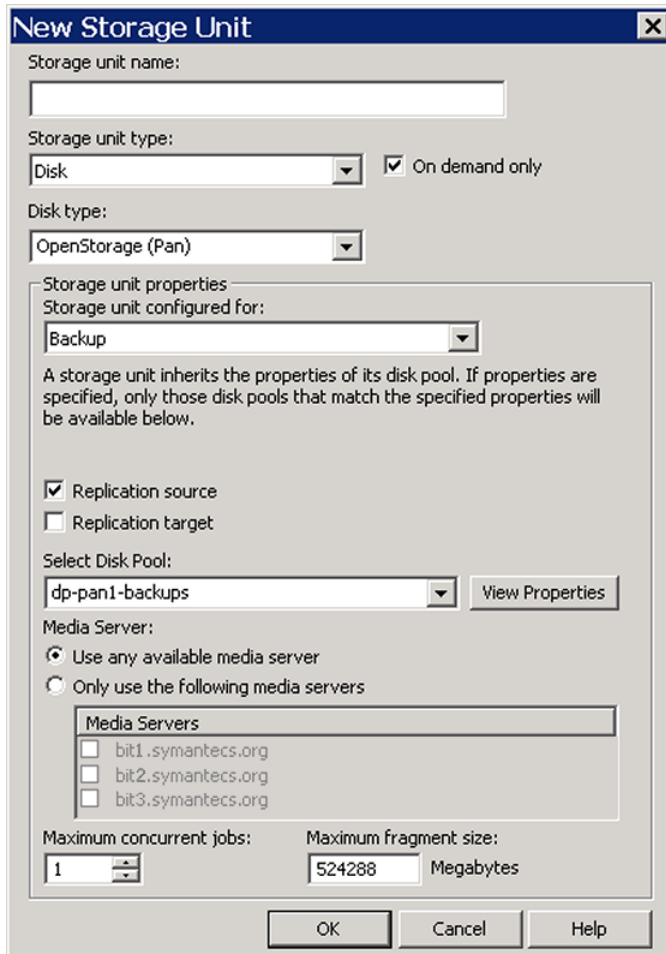 New Storage Unit
Storage unit name:
Storage unit type:
Disk
On demand only
Disk type:
OpenStorage (Pan)
Storage unit properties
Storage unit configured for:
Backup
A storage unit inherits the properties of its disk pool. If properties are
specified, only those disk pools that match the specified properties will
be available below.
Replication source
Replication target
Select Disk Pool:
dp-pan1-backups
View Properties
Media Server:
Use any available media server
Only use the following media servers
Media Servers
bit1.symantecs.org
bit2.symantecs.org
bit3.symantecs.org
Maximum concurrent jobs: Maximum fragment size:
1 524288 Megabytes
OK Cancel Help